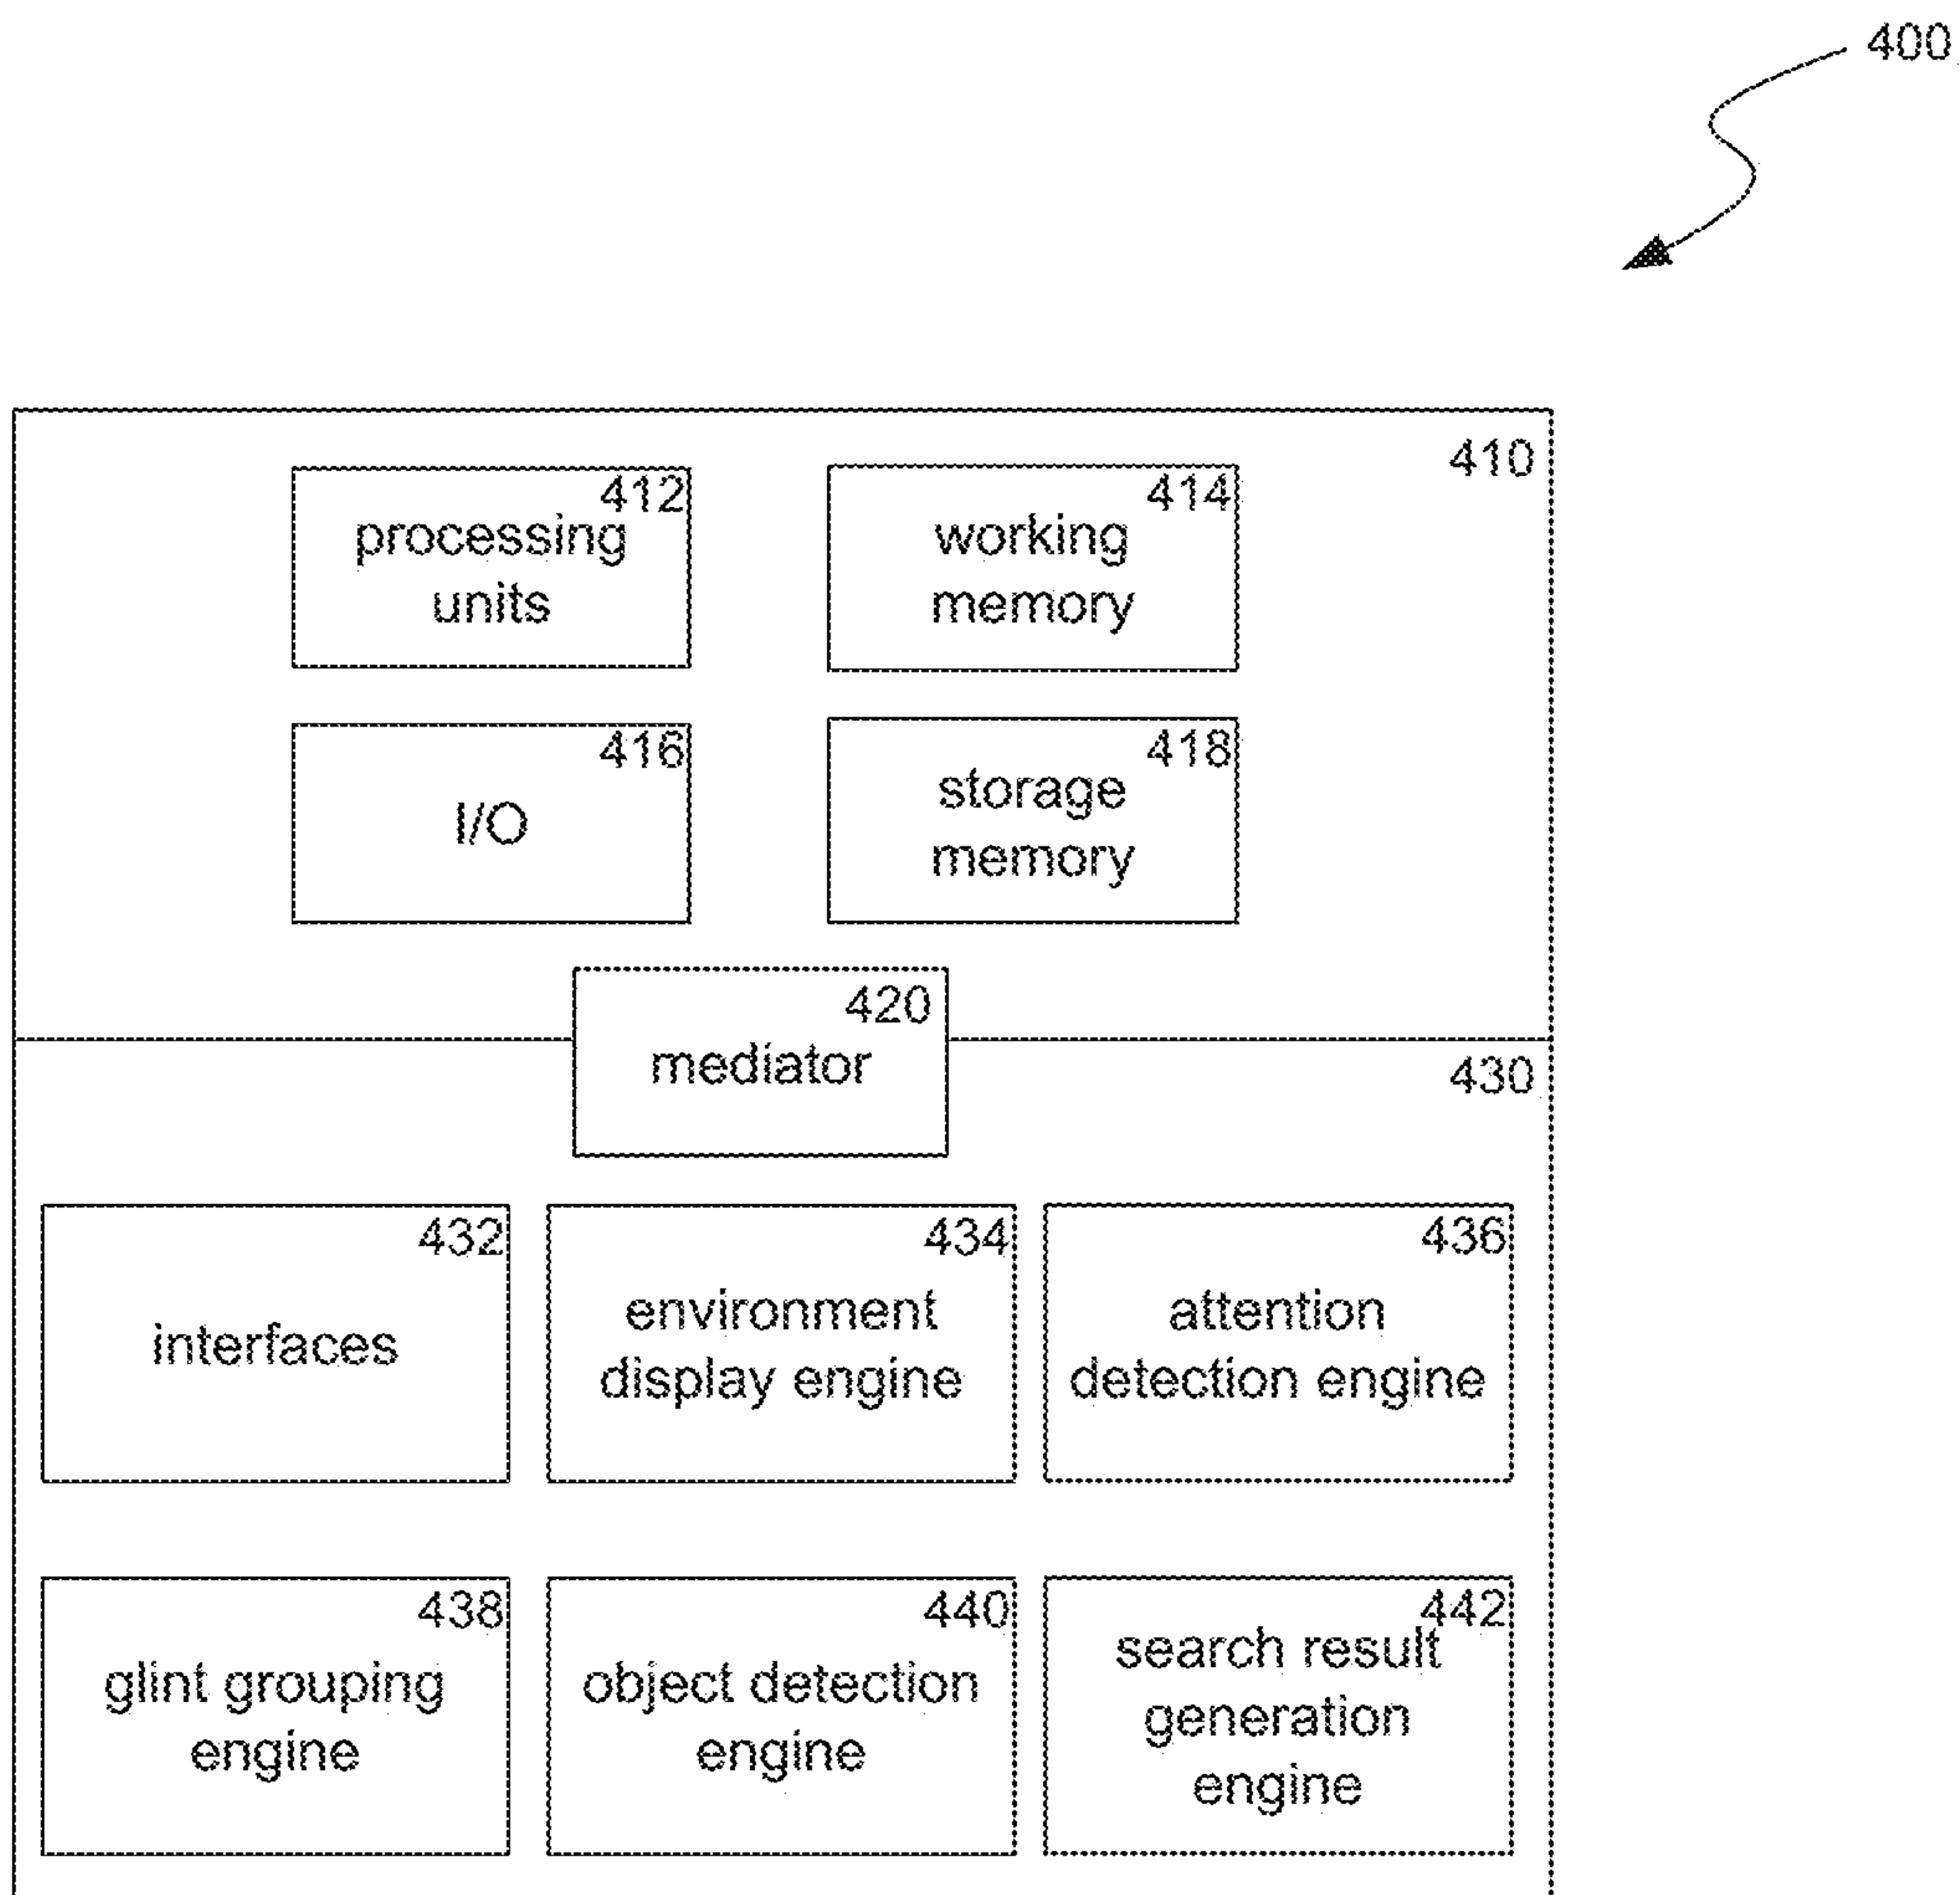 400
410
412
processing
units
414
working
memory
416
I/O
418
storage
memory
420
mediator
430
432
interfaces
434
environment
display engine
436
attention
detection engine
438
glint grouping
engine
440
object detection
engine
442
search result
generation
engine